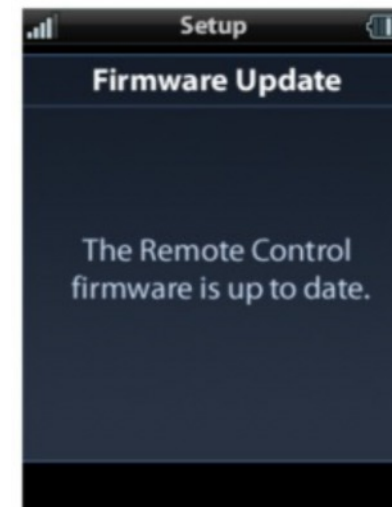 Setup
Firmware Update
The Remote Control
firmware is up to date.